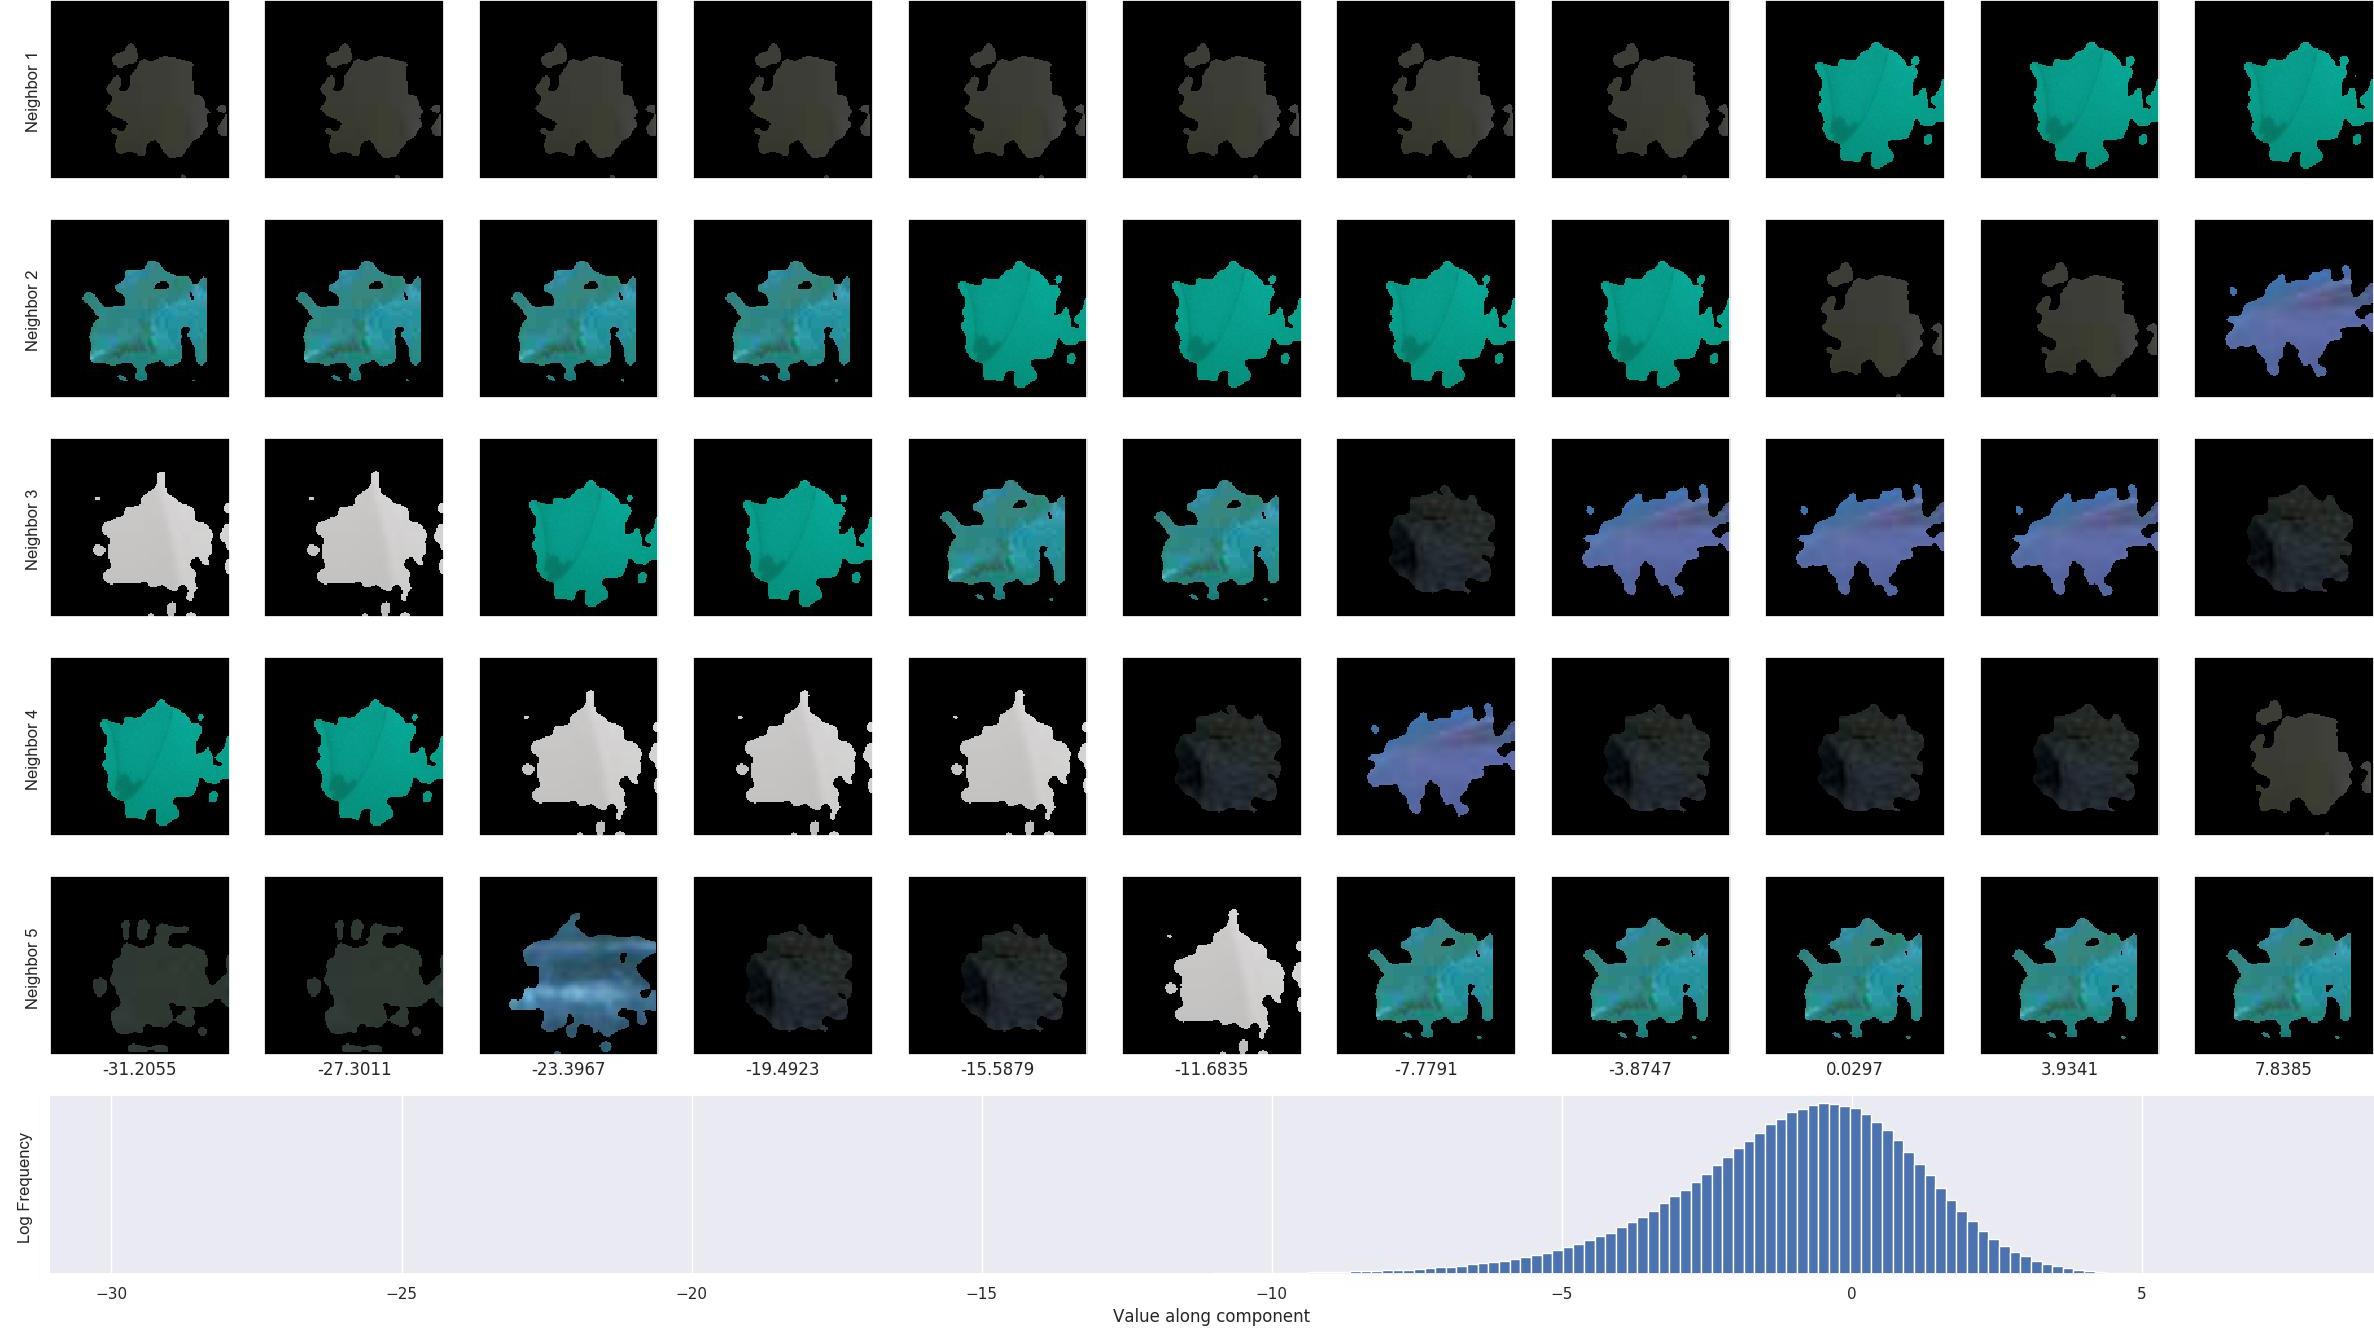 Neighbor 1
Neighbor 2
Neighbor 3
Neighbor 4
Neighbor 5
-31.2055 -27.3011 -23.3967 -19.4923 -15.5879 -11.6835 -7.7791 -3.8747 0.0297 3.9341 7.8385
Log Frequency
−30 −25 −20 −15 −10 −5 0 5
Value along component